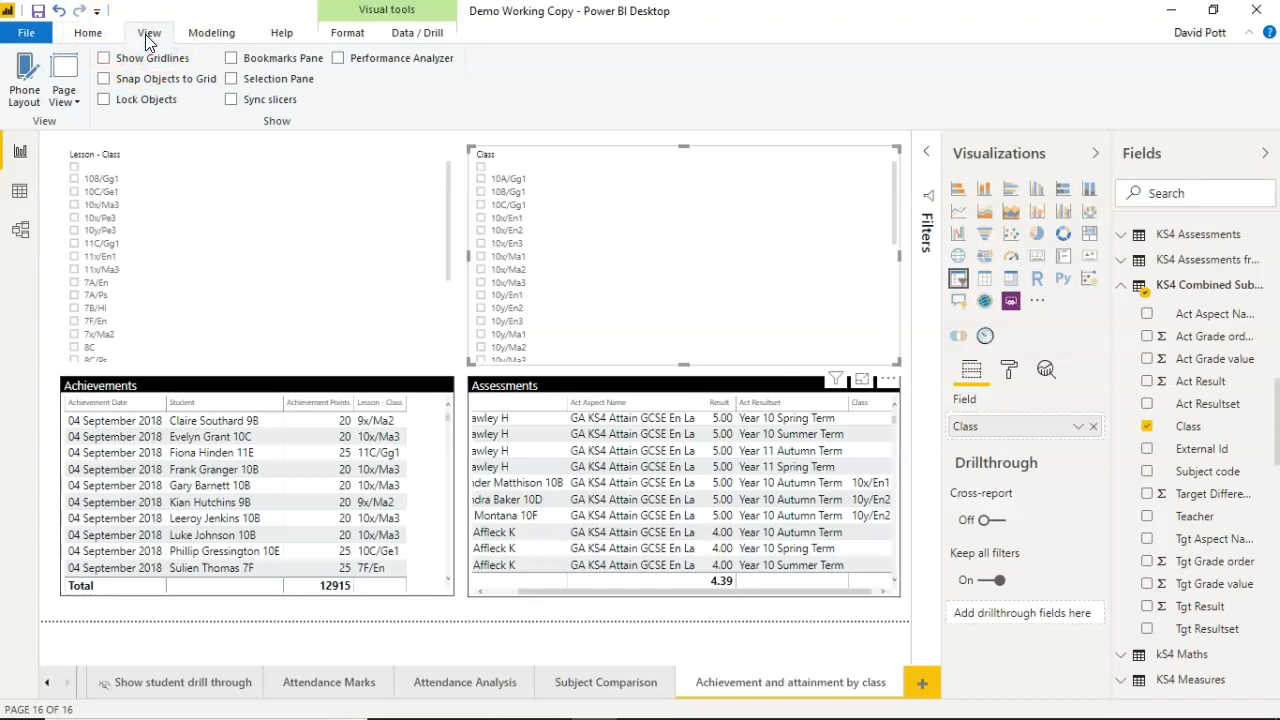 Visual tools
Demo Working Copy - Power BI Desktop
File
Home
View
Modeling
Help
Format
Data / Drill
David Pott
Phone Layout
Page View
View
Show Gridlines
Snap Objects to Grid
Lock Objects
Bookmarks Pane
Selection Pane
Sync slicers
Performance Analyzer
Show
Lesson - Class
10B/Gg1
10C/Ge1
10x/Ma3
10x/Pe3
10y/Pe3
11C/Gg1
11x/En1
11x/Ma3
7A/En
7A/Ps
7B/Hi
7F/En
7x/Ma2
8C
8C/Ps
Class
10A/Gg1
10B/Gg1
10C/Gg1
10x/En1
10x/En2
10x/En3
10x/Ma1
10x/Ma2
10x/Ma3
10y/En1
10y/En2
10y/En3
10y/Ma1
10y/Ma2
10y/Ma3
Achievements
Achievement Date Student Achievement Points Lesson - Class
04 September 2018 Claire Southard 9B 20 9x/Ma2
04 September 2018 Evelyn Grant 10C 20 10x/Ma3
04 September 2018 Fiona Hinden 11E 25 11C/Gg1
04 September 2018 Frank Granger 10B 20 10x/Ma3
04 September 2018 Gary Barnett 10B 20 10x/Ma3
04 September 2018 Kian Hutchins 9B 20 9x/Ma2
04 September 2018 Leeroy Jenkins 10B 20 10x/Ma3
04 September 2018 Luke Johnson 10B 20 10x/Ma3
04 September 2018 Phillip Gressington 10E 25 10C/Ge1
04 September 2018 Sulien Thomas 7F 25 7F/En
Total 12915
Assessments
Act Aspect Name Result Act Resultset Class
awley H GA KS4 Attain GCSE En La 5.00 Year 10 Spring Term
awley H GA KS4 Attain GCSE En La 5.00 Year 10 Summer Term
awley H GA KS4 Attain GCSE En La 5.00 Year 11 Autumn Term
awley H GA KS4 Attain GCSE En La 5.00 Year 11 Spring Term
nder Matthison 10B GA KS4 Attain GCSE En La 5.00 Year 10 Autumn Term 10x/En1
ndra Baker 10D GA KS4 Attain GCSE En La 5.00 Year 10 Autumn Term 10y/En2
Montana 10F GA KS4 Attain GCSE En La 5.00 Year 10 Autumn Term 10y/En2
Affleck K GA KS4 Attain GCSE En La 4.00 Year 10 Autumn Term
Affleck K GA KS4 Attain GCSE En La 4.00 Year 10 Spring Term
Affleck K GA KS4 Attain GCSE En La 4.00 Year 10 Summer Term
4.39
Filters
Visualizations
R
Py
Field
Class
Drillthrough
Cross-report
Off
Keep all filters
On
Add drillthrough fields here
Fields
Search
KS4 Assessments
KS4 Assessments fr...
KS4 Combined Sub...
Act Aspect Na...
Act Grade ord...
Act Grade value
Act Result
Act Resultset
Class
External Id
Subject code
Target Differe...
Teacher
Tgt Aspect Na...
Tgt Grade order
Tgt Grade value
Tgt Result
Tgt Resultset
kS4 Maths
KS4 Measures
Show student drill through
Attendance Marks
Attendance Analysis
Subject Comparison
Achievement and attainment by class
PAGE 16 OF 16